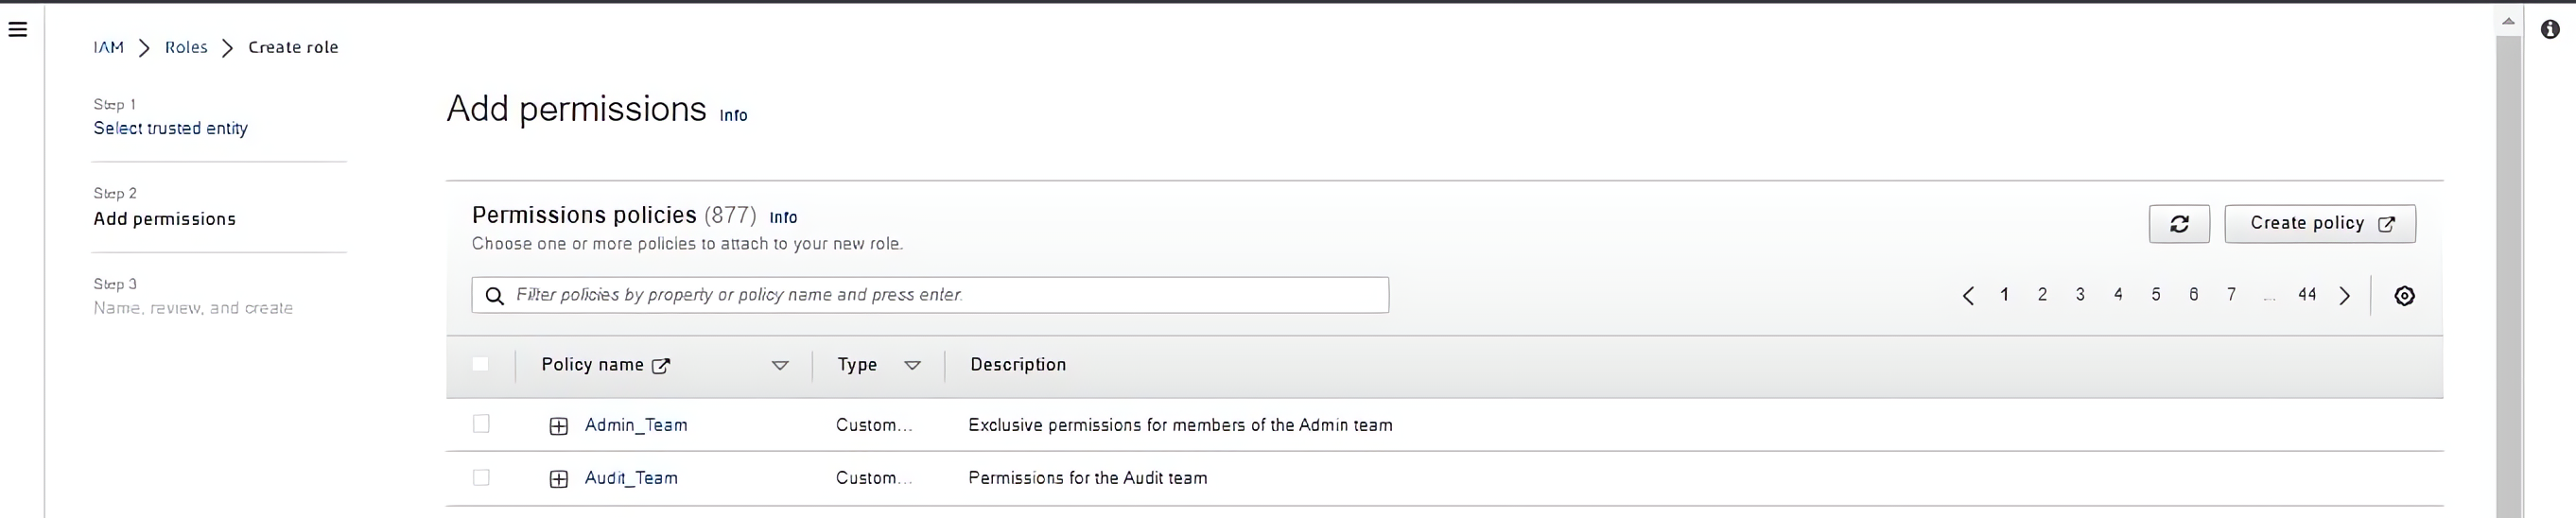 IAM > Roles > Create role
Step 1
Select trusted entity
Step 2
Add permissions
Step 3
Name, review, and create
Add permissions Info
Permissions policies (877) Info
Choose one or more policies to attach to your new role.
Create policy
Filter policies by property or policy name and press enter.
1 2 3 4 5 6 7 ... 44
Policy name Type Description
Admin_Team Custom... Exclusive permissions for members of the Admin team
Audit_Team Custom... Permissions for the Audit team